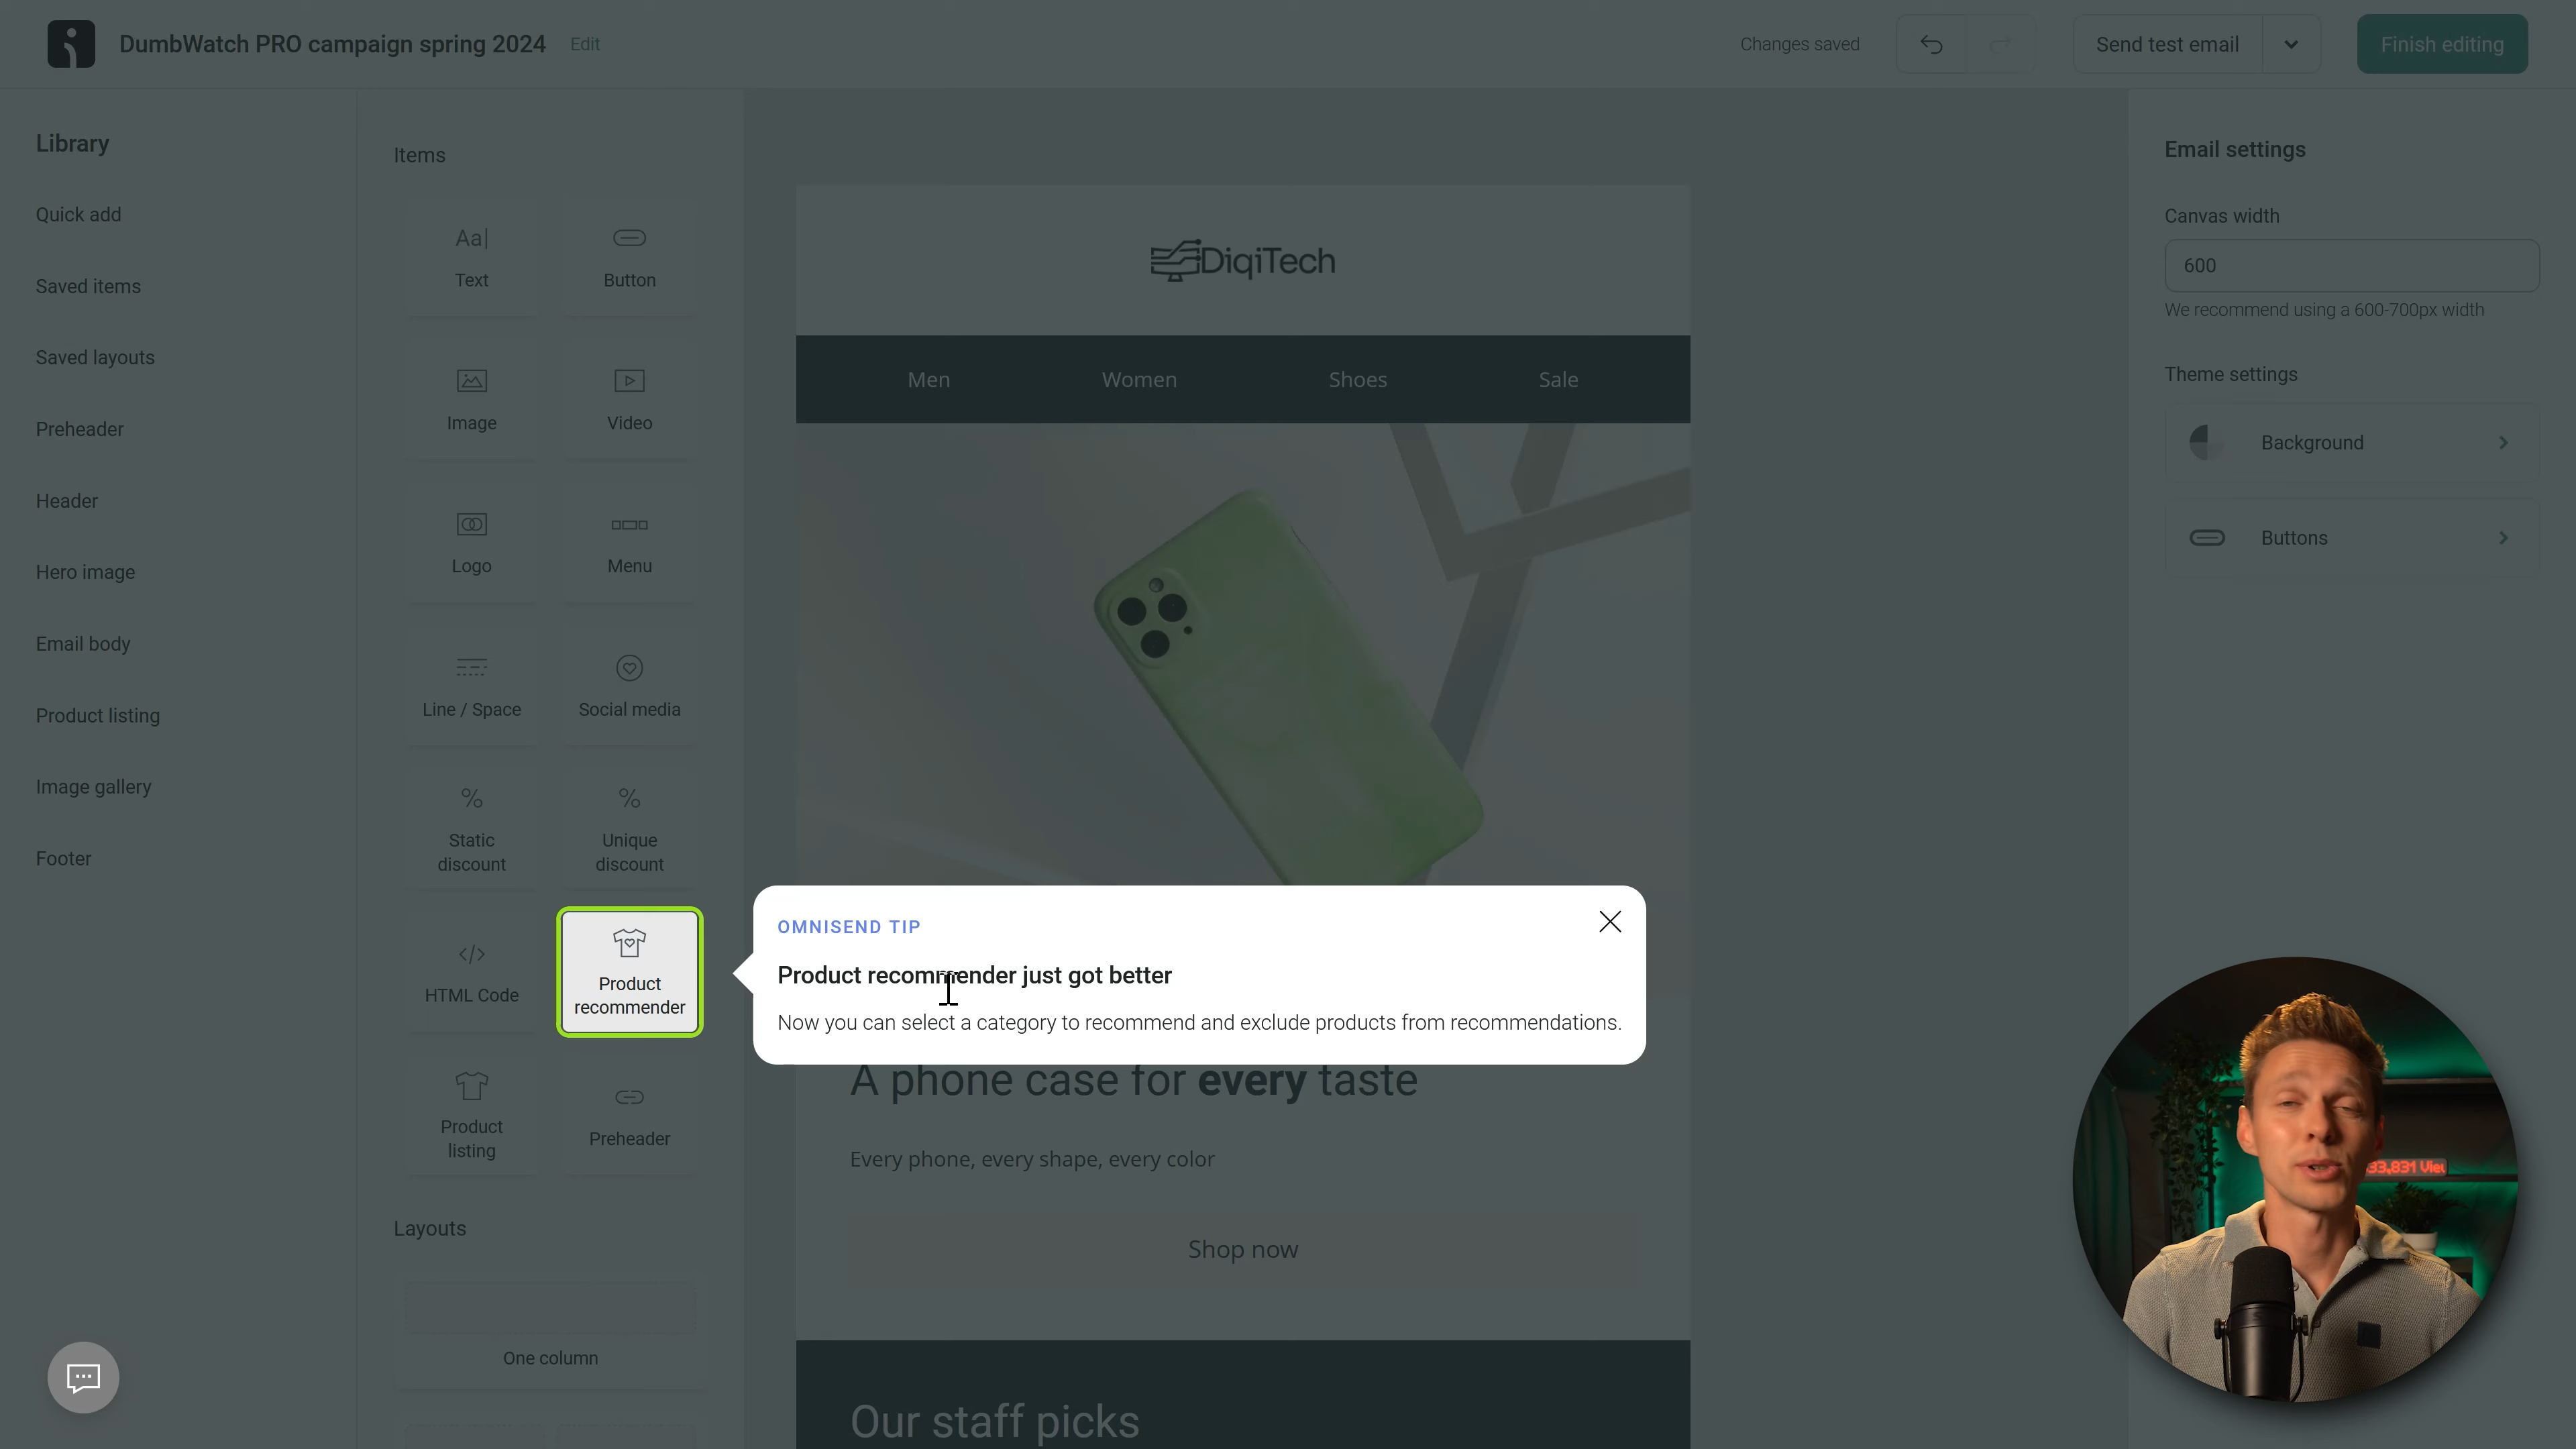 DumbWatch PRO campaign spring 2024
Edit
Changes saved
Send test email
Finish editing
Library
Quick add
Saved items
Saved layouts
Preheader
Header
Hero image
Email body
Product listing
Image gallery
Footer
Items
Aa|
Text
Button
Image
Video
Logo
Menu
Line / Space
Social media
%
Static
discount
%
Unique
discount
</>
HTML Code
Product
recommender
Product
listing
Preheader
Layouts
One column
DiqiTech
Men
Women
Shoes
Sale
OMNISEND TIP
Product recommender just got better
Now you can select a category to recommend and exclude products from recommendations.
A phone case for every taste
Every phone, every shape, every color
Shop now
Our staff picks
Email settings
Canvas width
600
We recommend using a 600-700px width
Theme settings
Background
Buttons
33,831 Vie